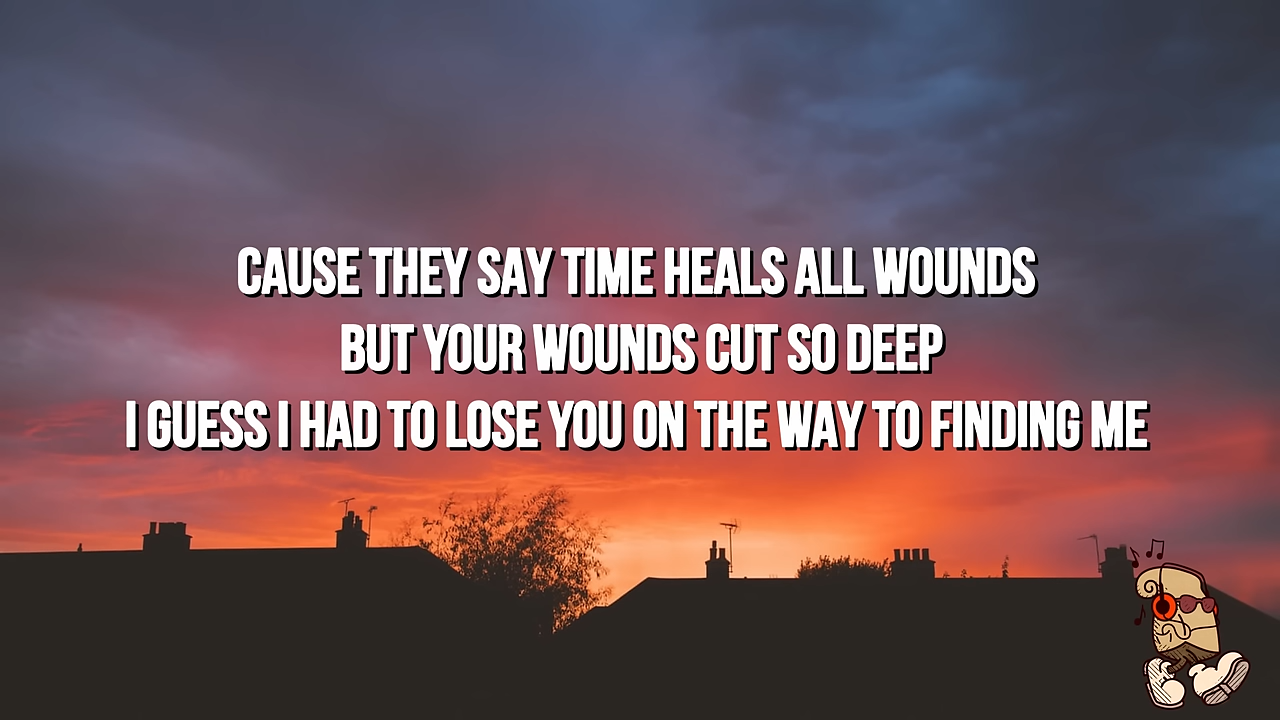 CAUSE THEY SAY TIME HEALS ALL WOUNDS
BUT YOUR WOUNDS CUT SO DEEP
I GUESS I HAD TO LOSE YOU ON THE WAY TO FINDING ME